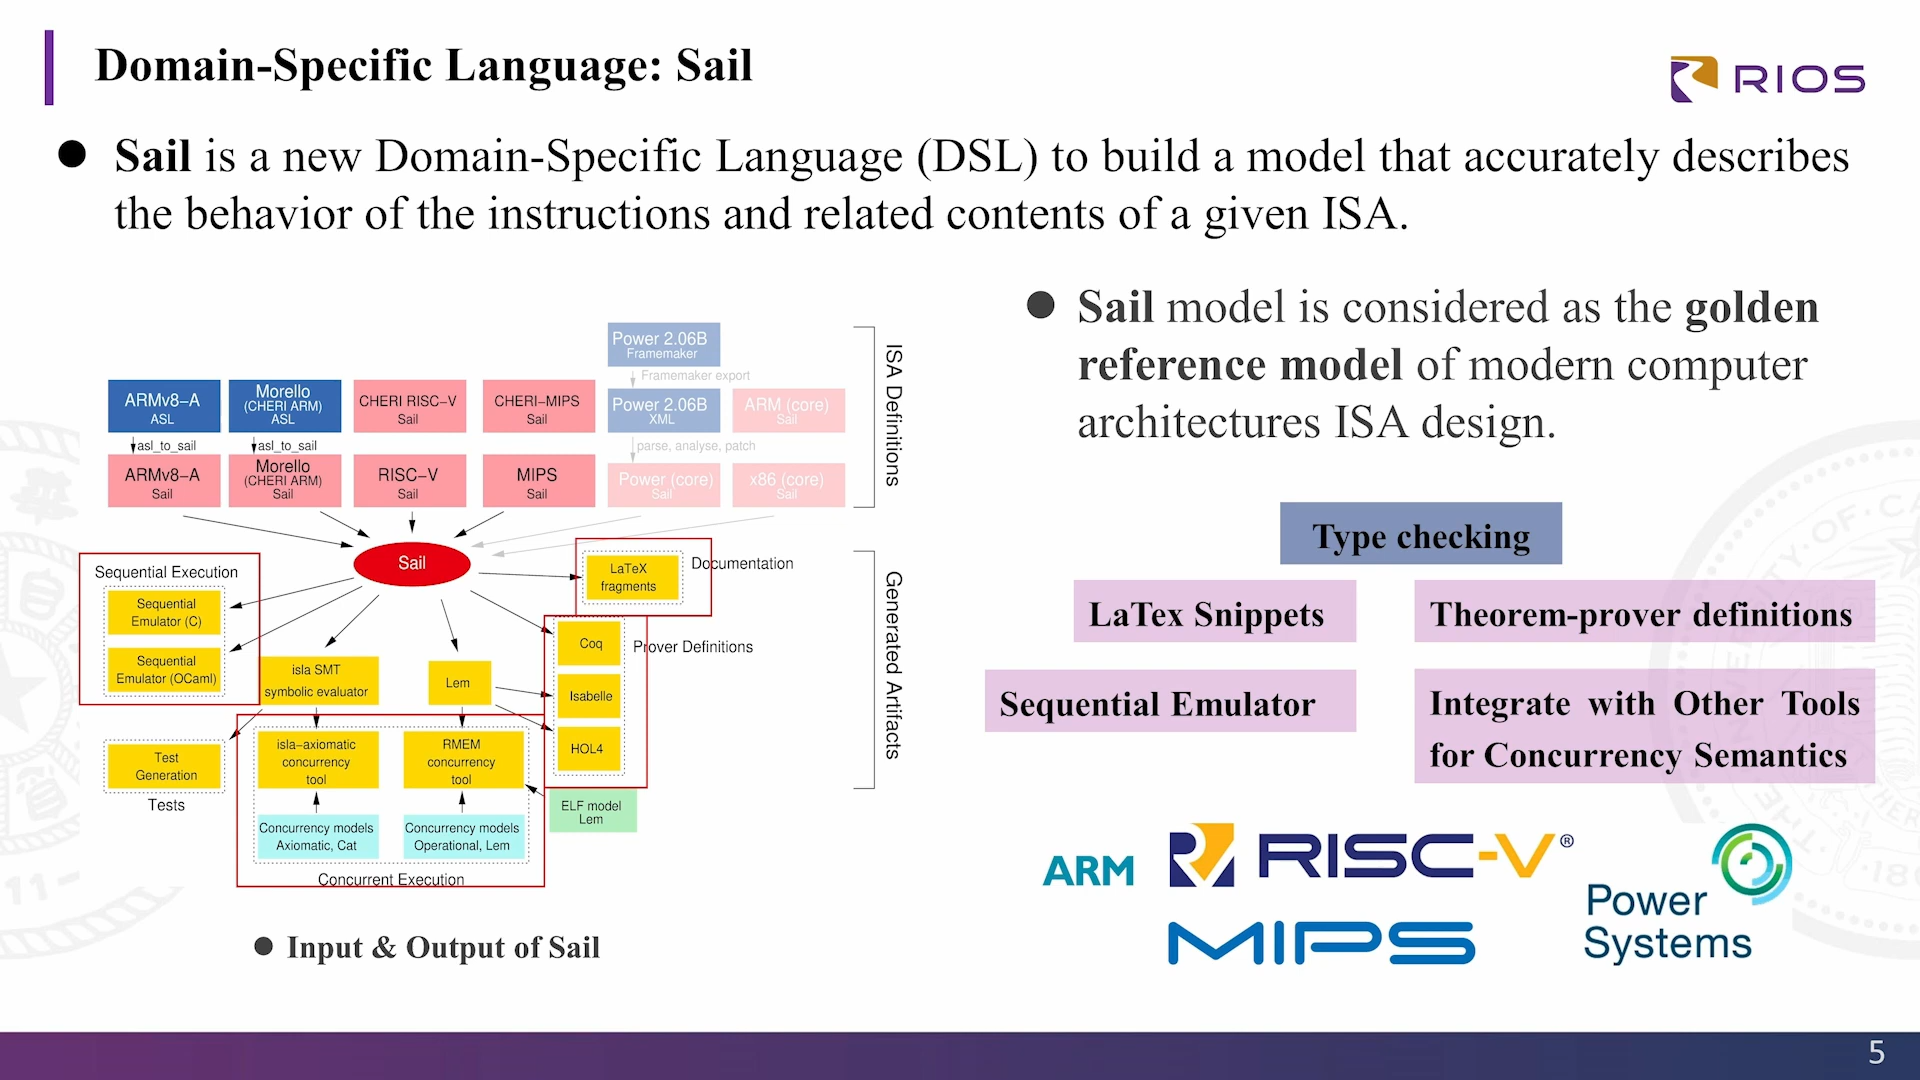 Domain-Specific Language: Sail
RIOS
● Sail is a new Domain-Specific Language (DSL) to build a model that accurately describes
the behavior of the instructions and related contents of a given ISA.
● Sail model is considered as the golden
reference model of modern computer
architectures ISA design.
Power 2.06B
Framemaker
Framemaker export
ARMv8−A
ASL
Morello
(CHERI ARM)
ASL
CHERI RISC−V
Sail
CHERI−MIPS
Sail
Power 2.06B
XML
ARM (core)
Sail
asl_to_sail
asl_to_sail
parse, analyse, patch
ARMv8−A
Sail
Morello
(CHERI ARM)
Sail
RISC−V
Sail
MIPS
Sail
Power (core)
Sail
x86 (core)
Sail
ISA Definitions
Sail
Sequential Execution
Sequential
Emulator (C)
Sequential
Emulator (OCaml)
LaTeX
fragments
Documentation
Coq
Prover Definitions
Isabelle
HOL4
isla SMT
symbolic evaluator
Lem
Test
Generation
Tests
isla−axiomatic
concurrency
tool
RMEM
concurrency
tool
ELF model
Lem
Concurrency models
Axiomatic, Cat
Concurrency models
Operational, Lem
Concurrent Execution
Generated Artifacts
● Input & Output of Sail
Type checking
LaTex Snippets
Theorem-prover definitions
Sequential Emulator
Integrate with Other Tools
for Concurrency Semantics
ARM
RISC-V®
MIPS
Power
Systems
5